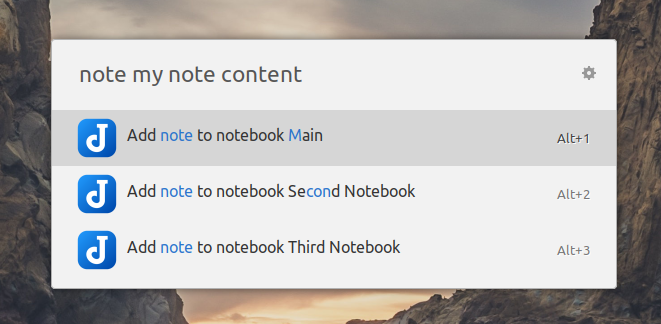 note my note content
Add note to notebook Main
Alt+1
Add note to notebook Second Notebook
Alt+2
Add note to notebook Third Notebook
Alt+3